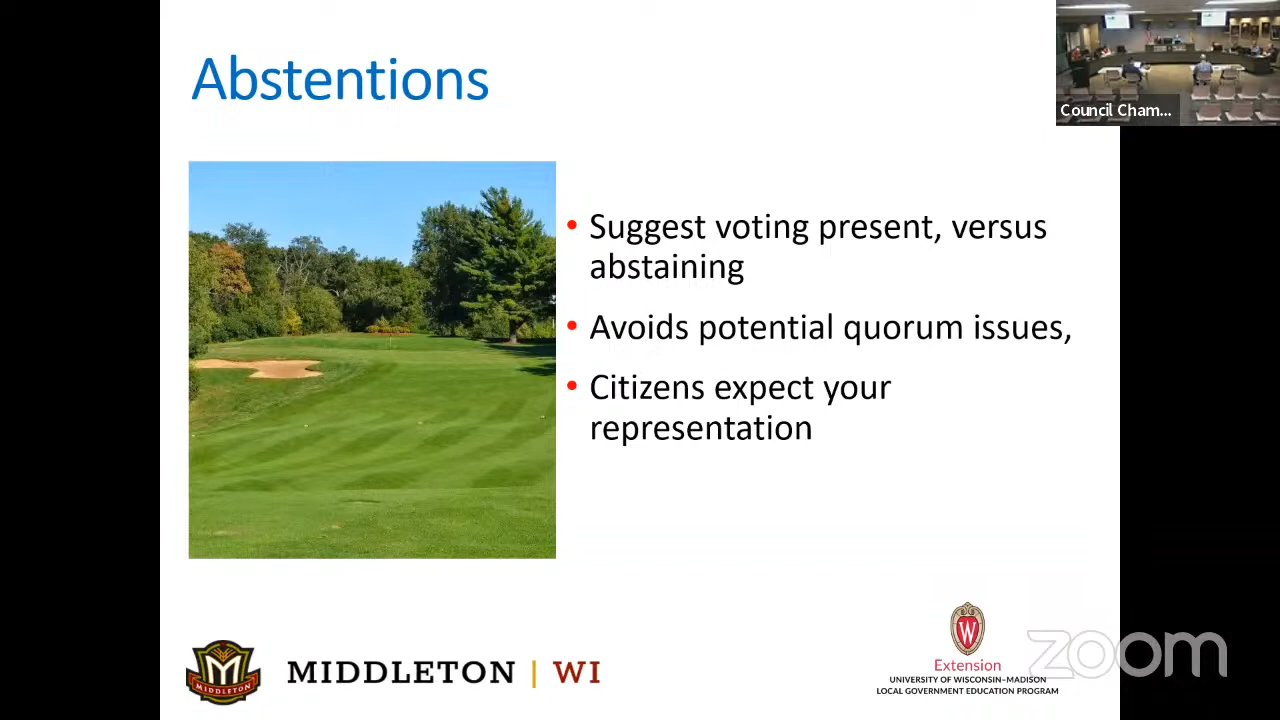 Abstentions
Council Cham...
• Suggest voting present, versus
abstaining
• Avoids potential quorum issues,
• Citizens expect your
representation
M
MIDDLETON
MIDDLETON | WI
W
Extension
UNIVERSITY OF WISCONSIN–MADISON
LOCAL GOVERNMENT EDUCATION PROGRAM
zoom